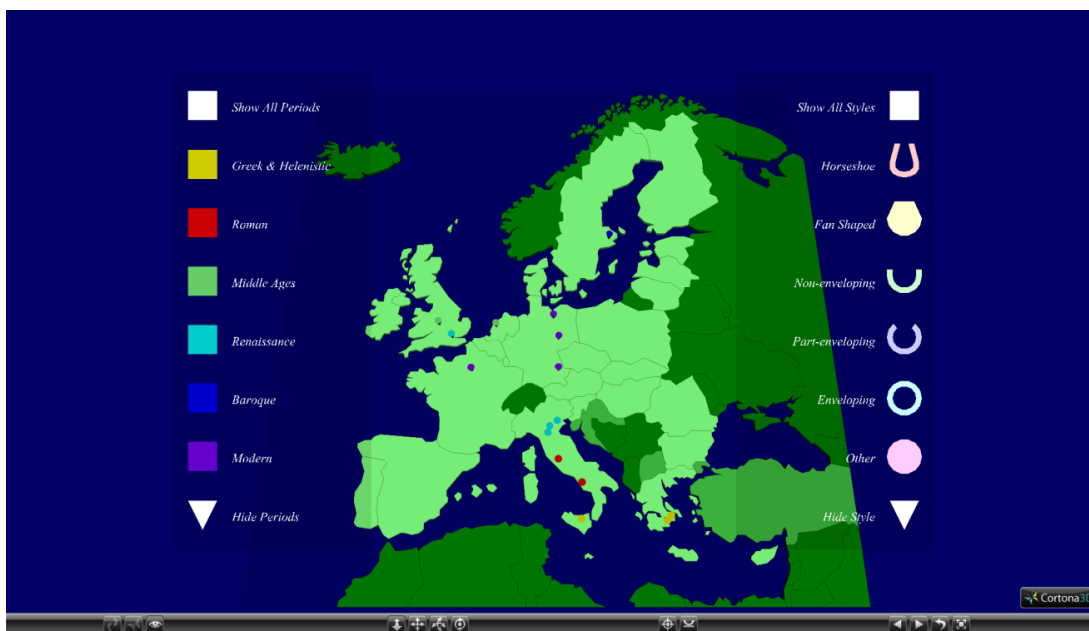 Show All Periods
Greek & Helenistic
Roman
Middle Ages
Renaissance
Baroque
Modern
Hide Periods
Show All Styles
Horseshoe
Fan Shaped
Non-enveloping
Part-enveloping
Enveloping
Other
Hide Style
Cortona3D